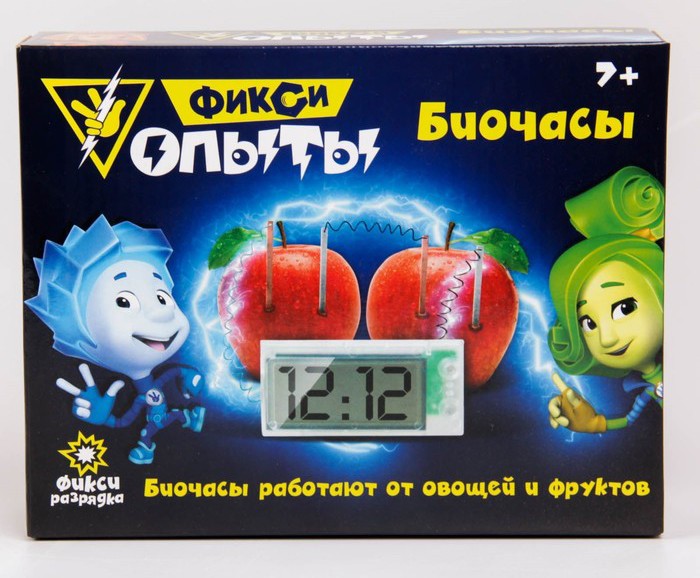 ФИКСИ
ОПЫТЫ
7+
Биочасы
12:12
Фикси
разрядка
Биочасы работают от овощей и фруктов